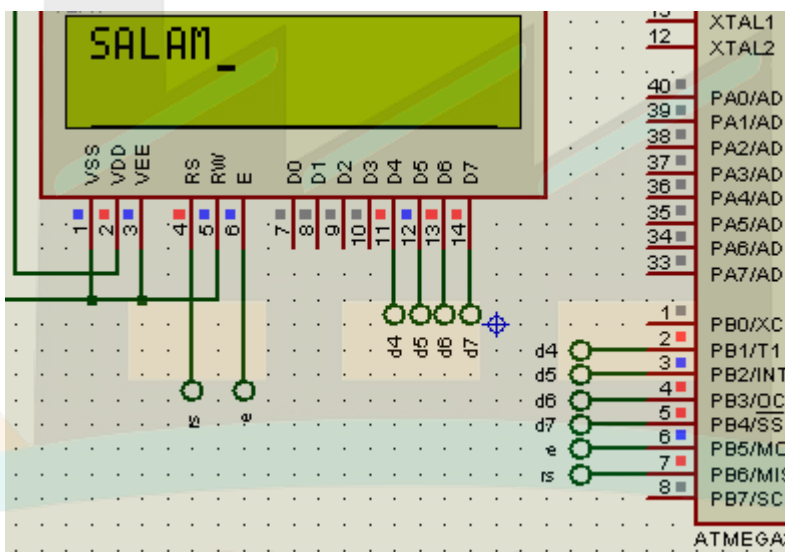 SALAM_
VSS VDD VEE RS RW E D0 D1 D2 D3 D4 D5 D6 D7
1 2 3 4 5 6 7 8 9 10 11 12 13 14
rs e d4 d5 d6 d7
XTAL1
12 XTAL2
40 PA0/AD
39 PA1/AD
38 PA2/AD
37 PA3/AD
36 PA4/AD
35 PA5/AD
34 PA6/AD
33 PA7/AD
1 PB0/XC
d4 2 PB1/T1
d5 3 PB2/INT
d6 4 PB3/OC
d7 5 PB4/SS
e 6 PB5/MO
rs 7 PB6/MIS
8 PB7/SC
ATMEGA